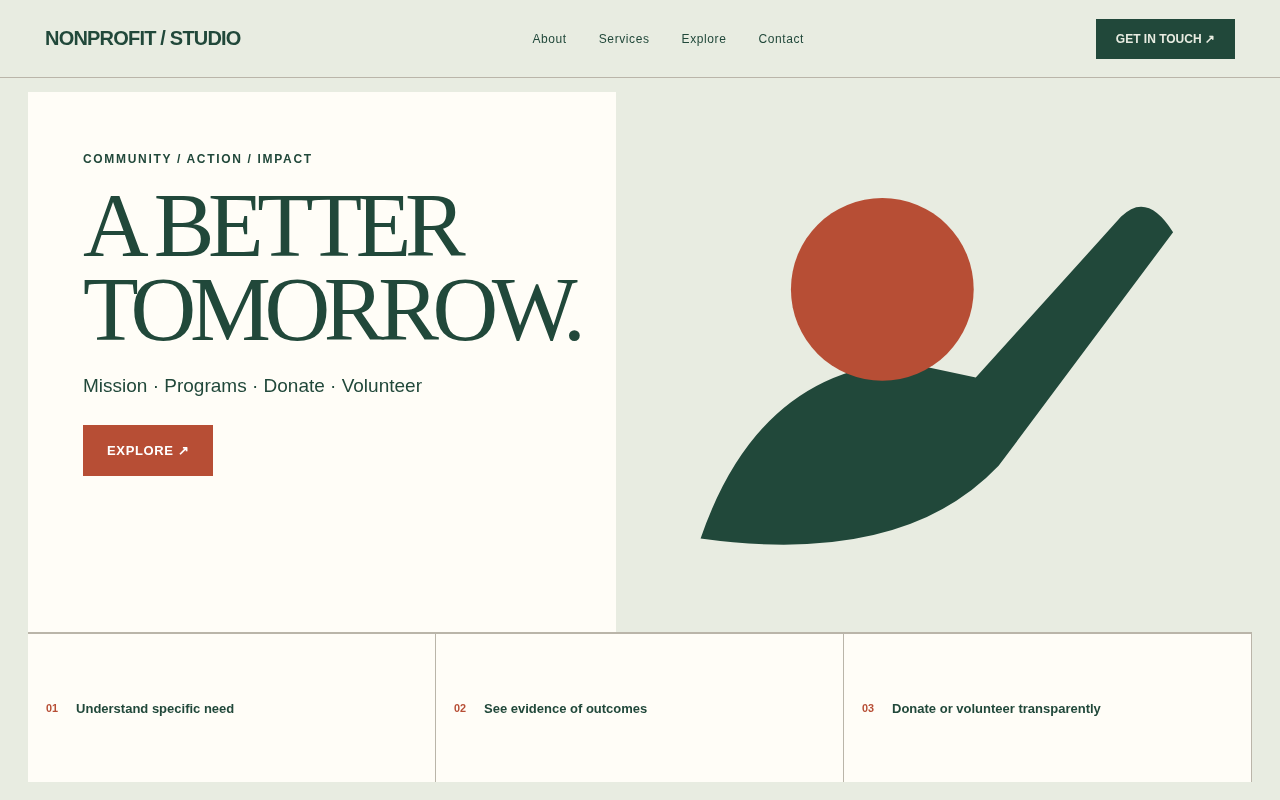 NONPROFIT / STUDIO
About Services Explore Contact
GET IN TOUCH ↗
COMMUNITY / ACTION / IMPACT
A BETTER
TOMORROW.
Mission · Programs · Donate · Volunteer
EXPLORE ↗
01 Understand specific need
02 See evidence of outcomes
03 Donate or volunteer transparently